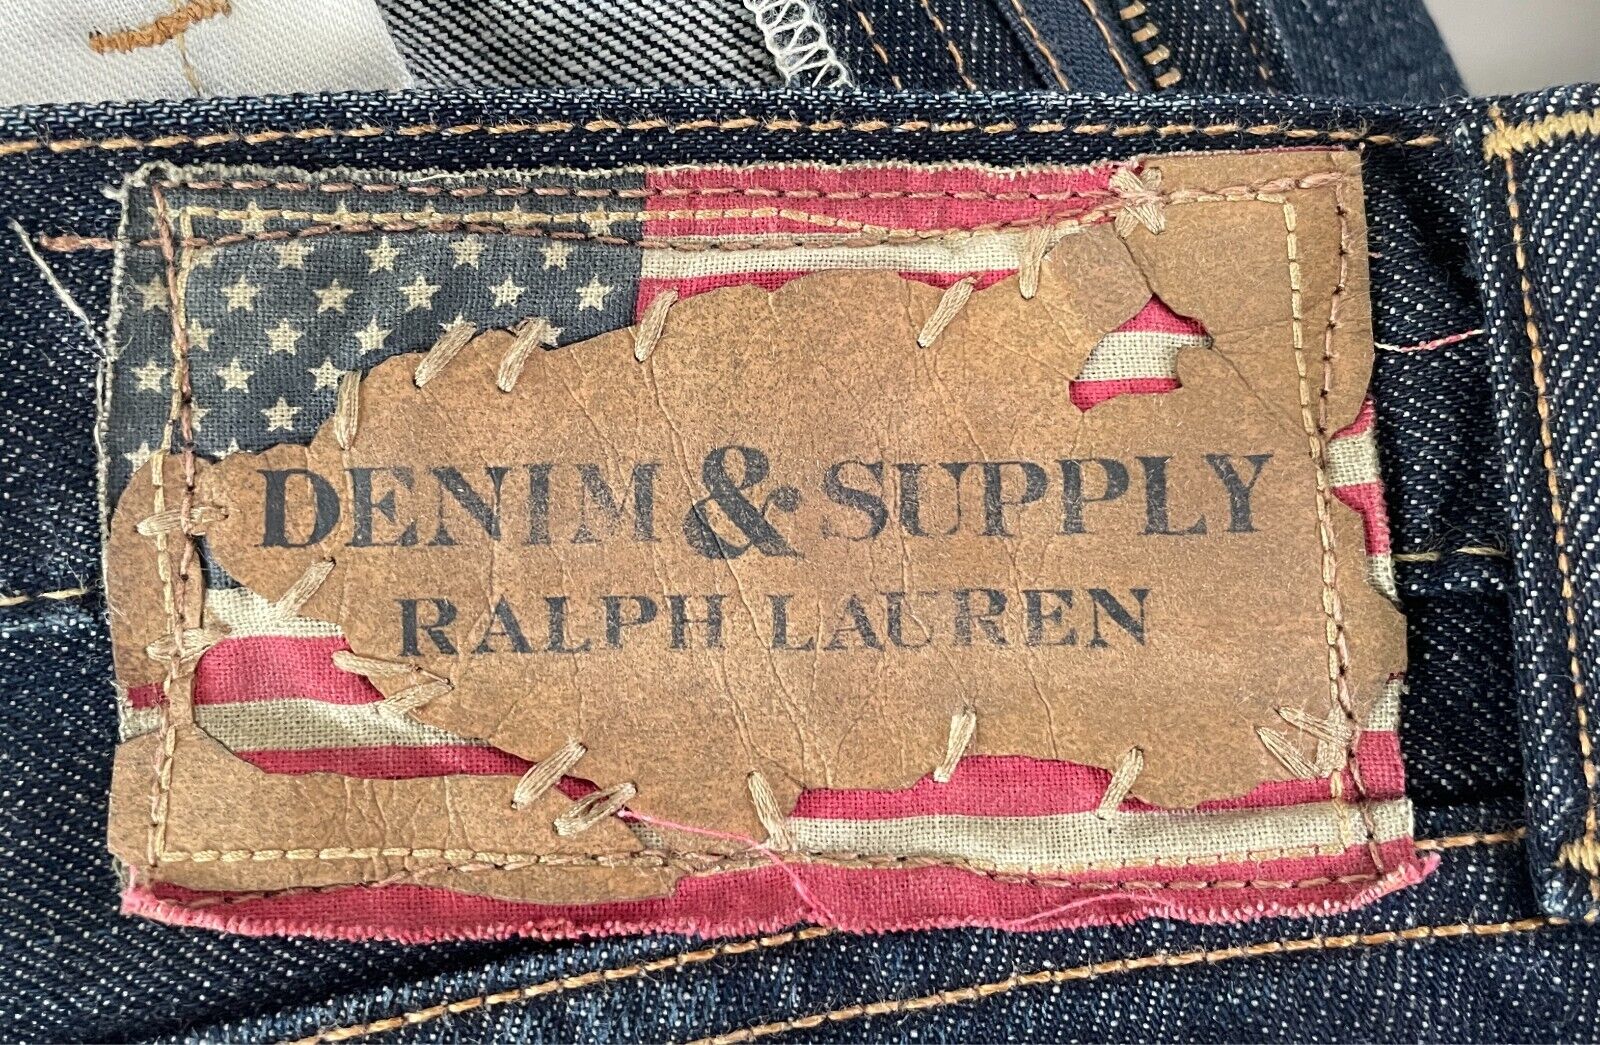 DENIM & SUPPLY
RALPH LAUREN